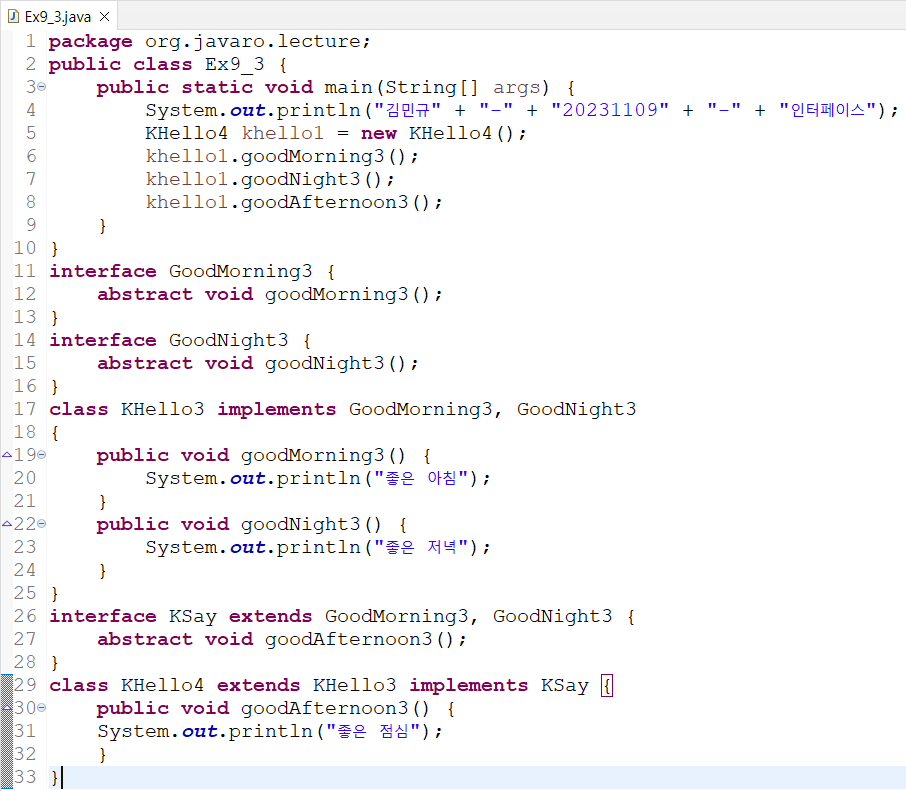 Ex9_3.java
1 package org.javaro.lecture;
2 public class Ex9_3 {
3     public static void main(String[] args) {
4         System.out.println("김민규" + "-" + "20231109" + "-" + "인터페이스");
5         KHello4 khello1 = new KHello4();
6         khello1.goodMorning3();
7         khello1.goodNight3();
8         khello1.goodAfternoon3();
9     }
10 }
11 interface GoodMorning3 {
12     abstract void goodMorning3();
13 }
14 interface GoodNight3 {
15     abstract void goodNight3();
16 }
17 class KHello3 implements GoodMorning3, GoodNight3
18 {
19     public void goodMorning3() {
20         System.out.println("좋은 아침");
21     }
22     public void goodNight3() {
23         System.out.println("좋은 저녁");
24     }
25 }
26 interface KSay extends GoodMorning3, GoodNight3 {
27     abstract void goodAfternoon3();
28 }
29 class KHello4 extends KHello3 implements KSay {
30     public void goodAfternoon3() {
31     System.out.println("좋은 점심");
32     }
33 }